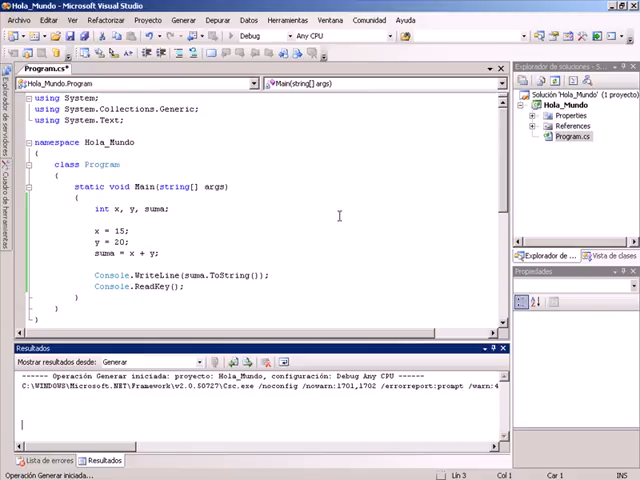 Hola_Mundo - Microsoft Visual Studio
Archivo Editar Ver Refactorizar Proyecto Generar Depurar Datos Herramientas Ventana Comunidad Ayuda
Debug Any CPU
Program.cs*
Hola_Mundo.Program Main(string[] args)
using System;
using System.Collections.Generic;
using System.Text;
namespace Hola_Mundo
{
class Program
{
static void Main(string[] args)
{
int x, y, suma;
x = 15;
y = 20;
suma = x + y;
Console.WriteLine(suma.ToString());
Console.ReadKey();
}
}
}
Explorador de servidores
Cuadro de herramientas
Explorador de soluciones - Hola_Mundo
Solución 'Hola_Mundo' (1 proyecto)
Hola_Mundo
Properties
References
Program.cs
Explorador de ... Vista de clases
Propiedades
Resultados
Mostrar resultados desde: Generar
------ Operación Generar iniciada: proyecto: Hola_Mundo, configuración: Debug Any CPU ------
C:\WINDOWS\Microsoft.NET\Framework\v2.0.50727\Csc.exe /noconfig /nowarn:1701,1702 /errorreport:prompt /warn:4
Lista de errores Resultados
Operación Generar iniciada... Lín 3 Col 1 Car 1 INS